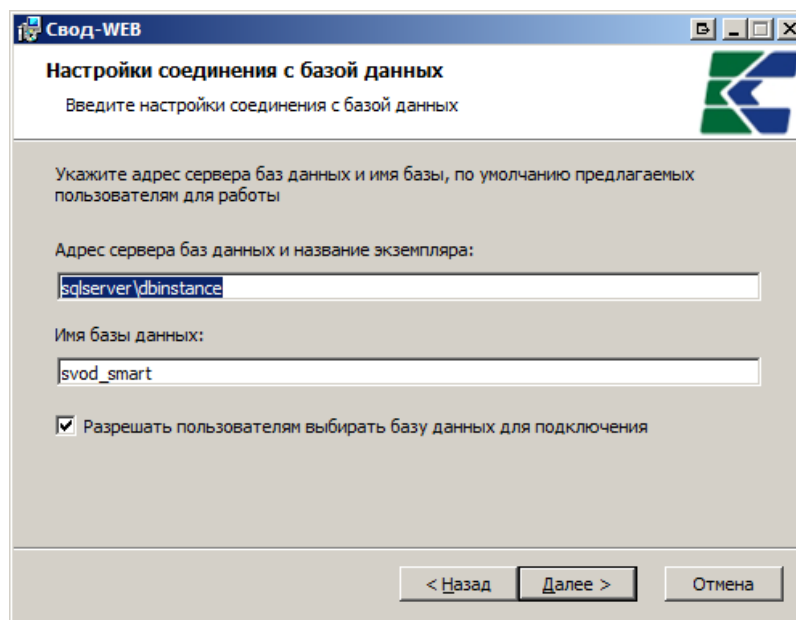 Свод-WEB
Настройки соединения с базой данных
Введите настройки соединения с базой данных
Укажите адрес сервера баз данных и имя базы, по умолчанию предлагаемых
пользователям для работы
Адрес сервера баз данных и название экземпляра:
sqlserver\dbinstance
Имя базы данных:
svod_smart
Разрешать пользователям выбирать базу данных для подключения
< Назад Далее > Отмена